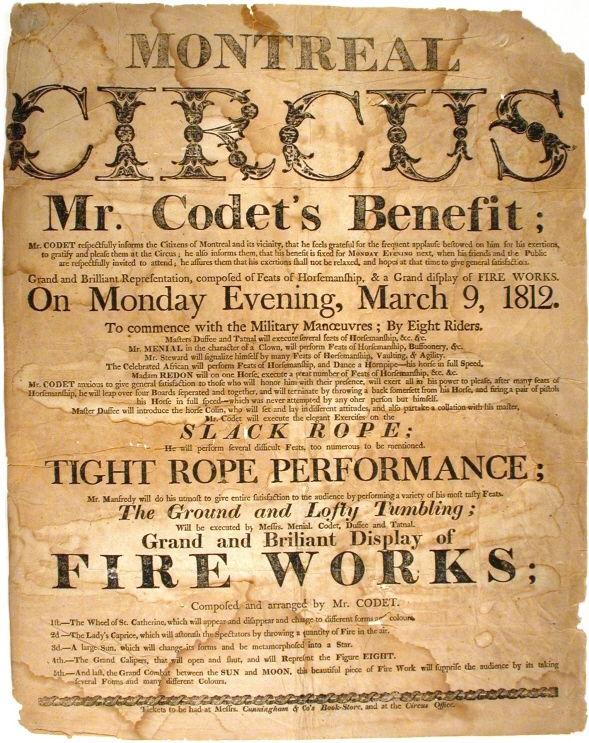 MONTREAL
CIRCUS
Mr. Codet's Benefit;
Mr. CODET respectfully informs the Citizens of Montreal and its vicinity, that he feels grateful for the frequent applause bestowed on him for his exertions,
to gratify and please them at the Circus; he also informs them, that his benefit is fixed for MONDAY EVENING next, when his friends and the Public
are respectfully invited to attend, he assures them that his exertions shall not be relaxed, and hopes at that time to give general satisfaction.
Grand and Brilliant Representation, composed of Feats of Horsemanship, & a Grand display of FIRE WORKS.
On Monday Evening, March 9, 1812.
To commence with the Military Manœuvres; By Eight Riders.
Masters Duffee and Tatnal will execute several feats of Horsemanship, &c. &c.
Mr. MENIAL in the character of a Clown, will perform Feats of Horsemanship, Buffoonery, &c.
Mr. Steward will signalize himself by many Feats of Horsemanship, Vaulting, & Agility.
The Celebrated African will perform Feats of Horsemanship, and Dance a Hornpipe—his horse in full Speed.
Madam REDON will on one Horse, execute a great number of Feats of Horsemanship, &c. &c.
Mr. CODET anxious to give general satisfaction to those who will honor him with their presence, will exert all in his power to please, after many feats of
Horsemanship, he will leap over four Boards seperated and together, and will terminate by throwing a back somersett from his Horse, and firing a pair of pistols
his Horse in full speed—which was never attempted by any oher person but himself.
Master Duffee will introduce the horse Colin, who will set and lay indifferent attitudes, and also partake a collation with his master,
Mr. Codet will execute the elegant Exercises on the
SLACK ROPE;
He will perform several difficult Feats, too numerous to be mentioned.
TIGHT ROPE PERFORMANCE;
Mr. Manfredy will do his utmost to give entire satisfaction to the audience by performing a variety of his most tasty Feats.
The Ground and Lofty Tumbling;
Will be executed by Messrs. Menial, Codet, Duffee and Tatnal.
Grand and Briliant Display of
FIRE WORKS;
Composed and arranged by Mr. CODET.
1st.—The Wheel of St. Catherine, which will appear and disappear and change to different forms and colours.
2d—The Lady's Caprice, which will astonish the Spectators by throwing a quantity of Fire in the air.
3d.—A large Sun, which will change its forms and be metamorphosed into a Star.
4th.—The Grand Calipers, that will open and shut, and will Represent the Figure EIGHT.
5th.—And last, the Grand Combat between the SUN and MOON, this beautiful piece of Fire Work will supprise the audience by its taking
several Forms and many different Colours.
Tickets to be had at Messrs. Cunningham & Co's Book-Store, and at the Circus Office.